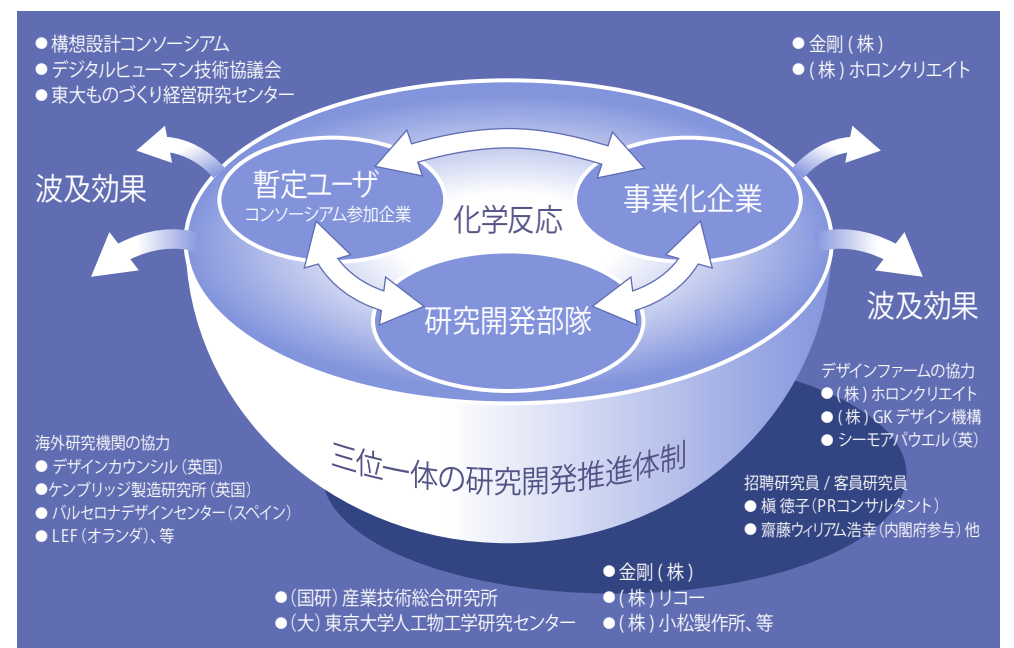 ● 構想設計コンソーシアム
● デジタルヒューマン技術協議会
● 東大ものづくり経営研究センター
● 金剛 ( 株 )
● ( 株 ) ホロンクリエイト
波及効果
暫定ユーザ
コンソーシアム参加企業
化学反応
事業化企業
研究開発部隊
波及効果
三位一体の研究開発推進体制
デザインファームの協力
● ( 株 ) ホロンクリエイト
● ( 株 ) GK デザイン機構
● シーモアパウエル (英)
海外研究機関の協力
● デザインカウンシル (英国)
●ケンブリッジ製造研究所 (英国)
● バルセロナデザインセンター (スペイン)
● LEF (オランダ)、等
招聘研究員 / 客員研究員
● 槇 徳子 (PRコンサルタント)
● 齋藤ウィリアム浩幸 (内閣府参与) 他
● (国研) 産業技術総合研究所
● (大) 東京大学人工物工学研究センター
● 金剛 ( 株 )
● ( 株 ) リコー
● ( 株 ) 小松製作所、等